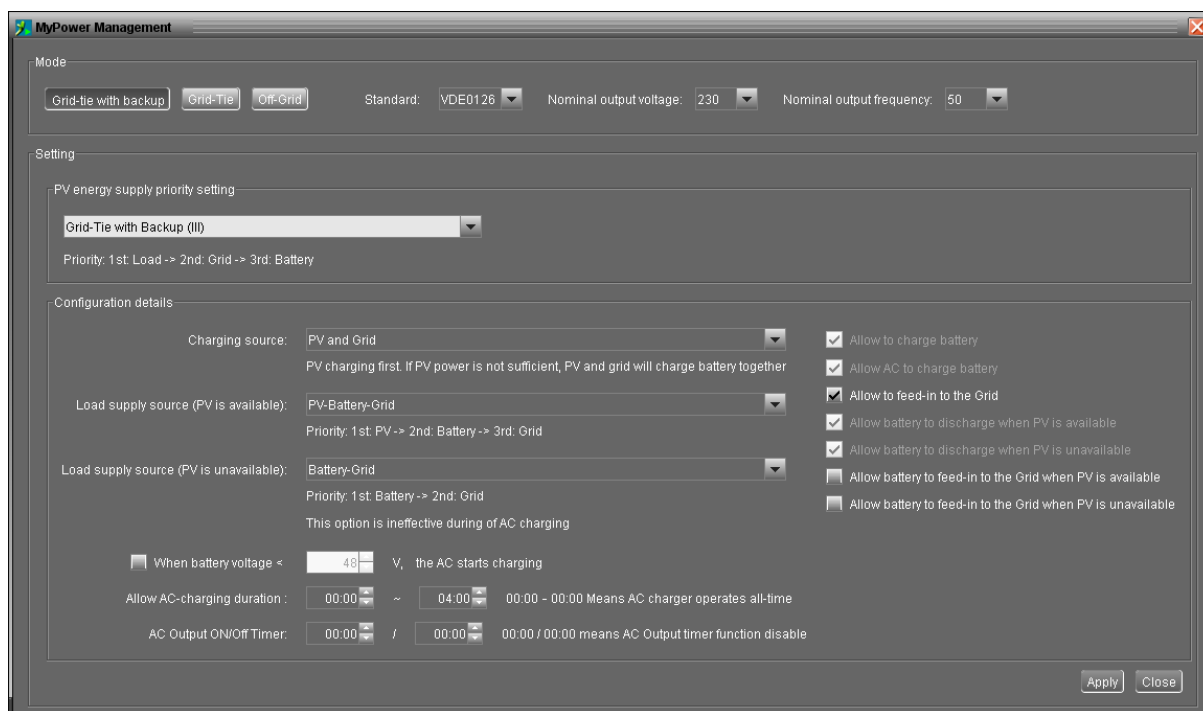 MyPower Management
Mode
Grid-tie with backup Grid-Tie Off-Grid Standard: VDE0126 Nominal output voltage: 230 Nominal output frequency: 50
Setting
PV energy supply priority setting
Grid-Tie with Backup (III)
Priority: 1st: Load -> 2nd: Grid -> 3rd: Battery
Configuration details
Charging source: PV and Grid
PV charging first. If PV power is not sufficient, PV and grid will charge battery together
Load supply source (PV is available): PV-Battery-Grid
Priority: 1st: PV -> 2nd: Battery -> 3rd: Grid
Load supply source (PV is unavailable): Battery-Grid
Priority: 1st: Battery -> 2nd: Grid
This option is ineffective during of AC charging
Allow to charge battery
Allow AC to charge battery
Allow to feed-in to the Grid
Allow battery to discharge when PV is available
Allow battery to discharge when PV is unavailable
Allow battery to feed-in to the Grid when PV is available
Allow battery to feed-in to the Grid when PV is unavailable
When battery voltage < 48 V, the AC starts charging
Allow AC-charging duration : 00:00 ~ 04:00 00:00 - 00:00 Means AC charger operates all-time
AC Output ON/Off Timer: 00:00 / 00:00 00:00 / 00:00 means AC Output timer function disable
Apply Close